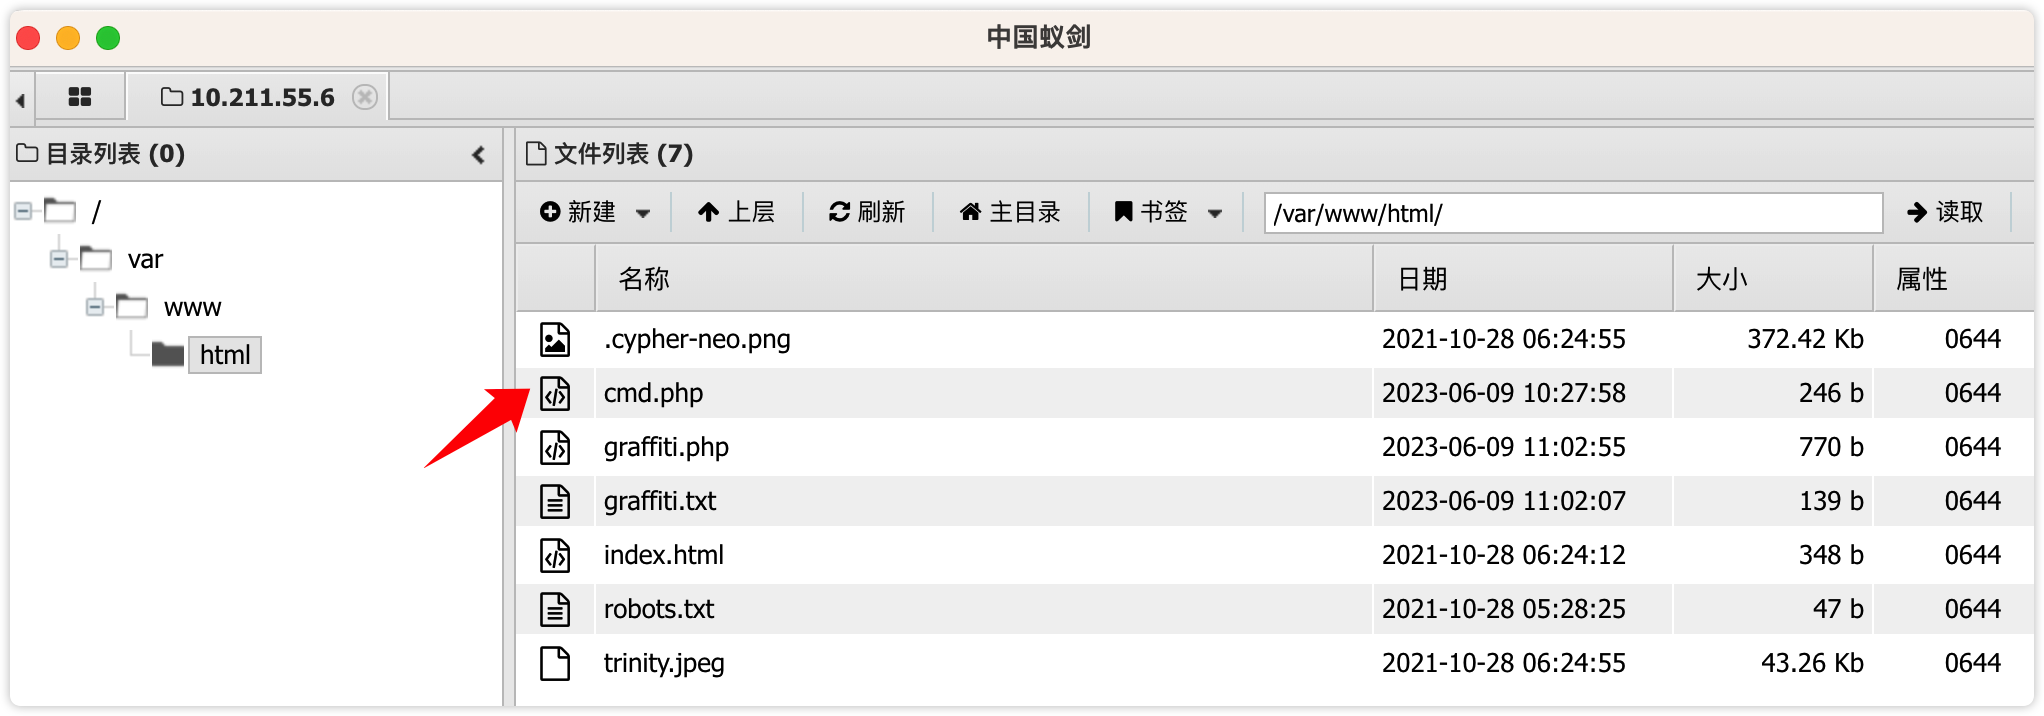 中国蚁剑
10.211.55.6
目录列表 (0)
/
var
www
html
文件列表 (7)
新建 上层 刷新 主目录 书签 /var/www/html/ 读取
名称 日期 大小 属性
.cypher-neo.png 2021-10-28 06:24:55 372.42 Kb 0644
cmd.php 2023-06-09 10:27:58 246 b 0644
graffiti.php 2023-06-09 11:02:55 770 b 0644
graffiti.txt 2023-06-09 11:02:07 139 b 0644
index.html 2021-10-28 06:24:12 348 b 0644
robots.txt 2021-10-28 05:28:25 47 b 0644
trinity.jpeg 2021-10-28 06:24:55 43.26 Kb 0644